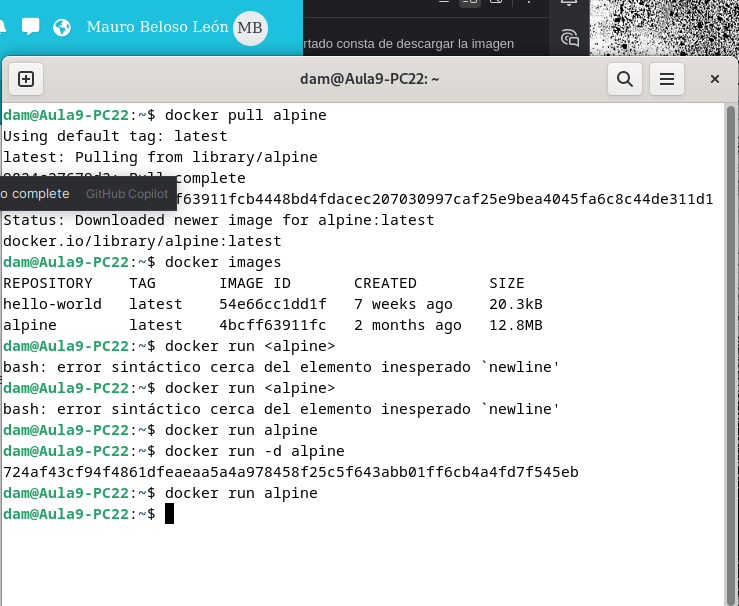 Mauro Beloso León MB
rtado consta de descargar la imagen
dam@Aula9-PC22: ~
dam@Aula9-PC22:~$ docker pull alpine
Using default tag: latest
latest: Pulling from library/alpine
complete
o complete GitHub Copilot
f63911fcb4448bd4fdacec207030997caf25e9bea4045fa6c8c44de311d1
Status: Downloaded newer image for alpine:latest
docker.io/library/alpine:latest
dam@Aula9-PC22:~$ docker images
REPOSITORY TAG IMAGE ID CREATED SIZE
hello-world latest 54e66cc1dd1f 7 weeks ago 20.3kB
alpine latest 4bcff63911fc 2 months ago 12.8MB
dam@Aula9-PC22:~$ docker run <alpine>
bash: error sintáctico cerca del elemento inesperado `newline'
dam@Aula9-PC22:~$ docker run <alpine>
bash: error sintáctico cerca del elemento inesperado `newline'
dam@Aula9-PC22:~$ docker run alpine
dam@Aula9-PC22:~$ docker run -d alpine
724af43cf94f4861dfeaeaa5a4a978458f25c5f643abb01ff6cb4a4fd7f545eb
dam@Aula9-PC22:~$ docker run alpine
dam@Aula9-PC22:~$